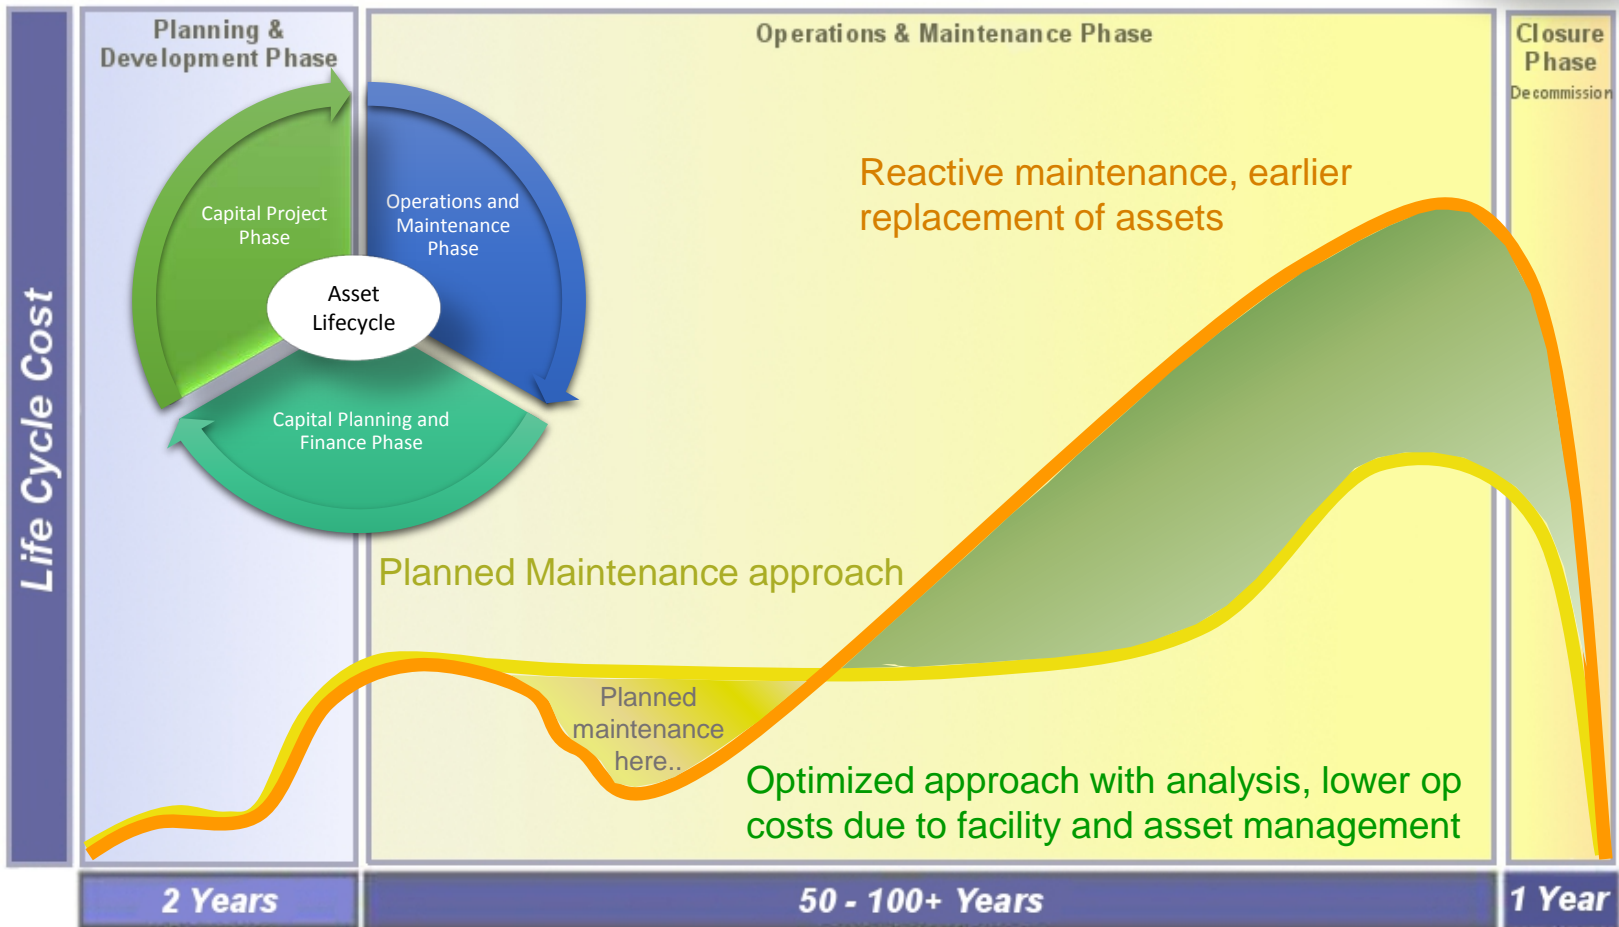 Planning &
Development Phase
Operations & Maintenance Phase
Closure
Phase
Decommission
Capital Project
Phase
Operations and
Maintenance
Phase
Asset
Lifecycle
Capital Planning and
Finance Phase
Reactive maintenance, earlier
replacement of assets
Life Cycle Cost
Planned Maintenance approach
Planned
maintenance
here..
Optimized approach with analysis, lower op
costs due to facility and asset management
2 Years
50 - 100+ Years
1 Year